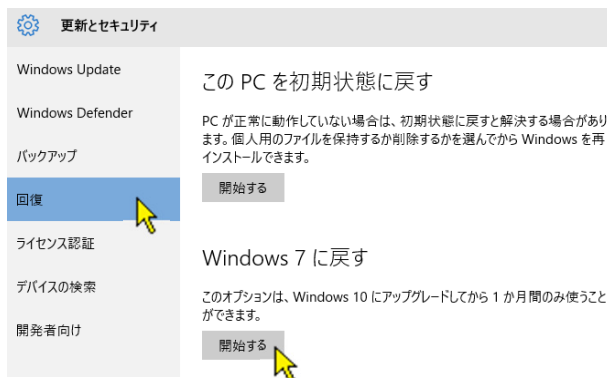 更新とセキュリティ
Windows Update
Windows Defender
バックアップ
回復
ライセンス認証
デバイスの検索
開発者向け
この PC を初期状態に戻す
PC が正常に動作していない場合は、初期状態に戻すと解決する場合があり
ます。個人用のファイルを保持するか削除するかを選んでから Windows を再
インストールできます。
開始する
Windows 7 に戻す
このオプションは、Windows 10 にアップグレードしてから 1 か月間のみ使うこと
ができます。
開始する